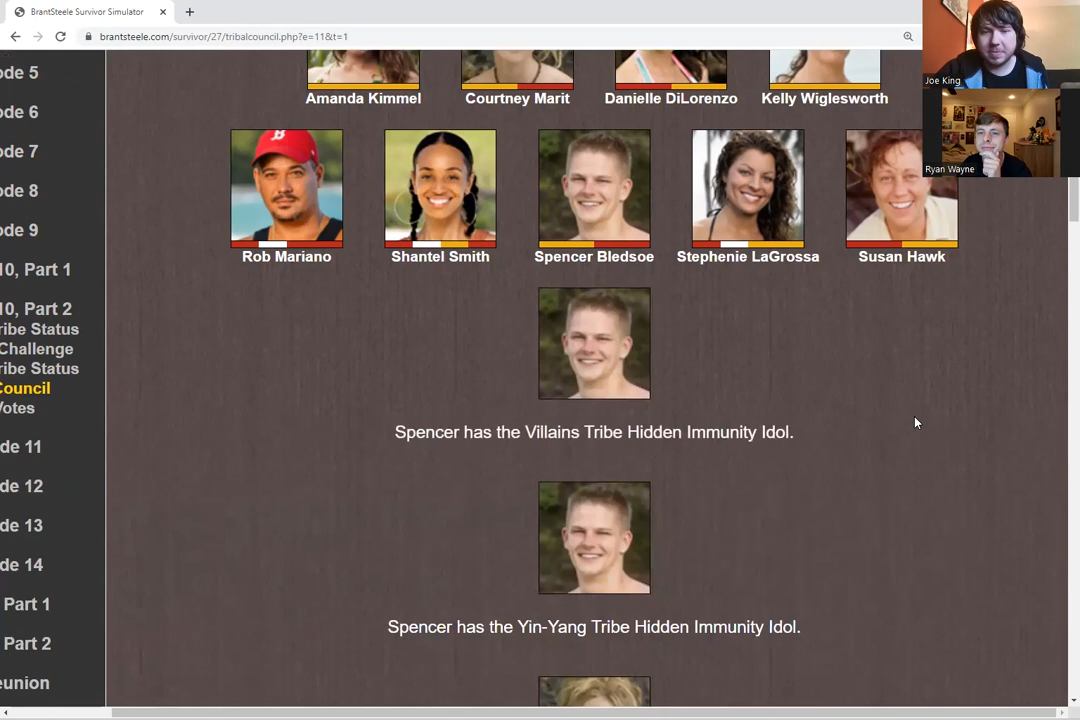 BrantSteele Survivor Simulator
brantsteele.com/survivor/27/tribalcouncil.php?e=11&t=1
Joe King
Ryan Wayne
ode 5
ode 6
ode 7
ode 8
ode 9
10, Part 1
10, Part 2
ribe Status
Challenge
ribe Status
Council
Votes
de 11
de 12
de 13
de 14
Part 1
Part 2
eunion
Amanda Kimmel Courtney Marit Danielle DiLorenzo Kelly Wiglesworth
B
Rob Mariano Shantel Smith Spencer Bledsoe Stephenie LaGrossa Susan Hawk
Spencer has the Villains Tribe Hidden Immunity Idol.
Spencer has the Yin-Yang Tribe Hidden Immunity Idol.